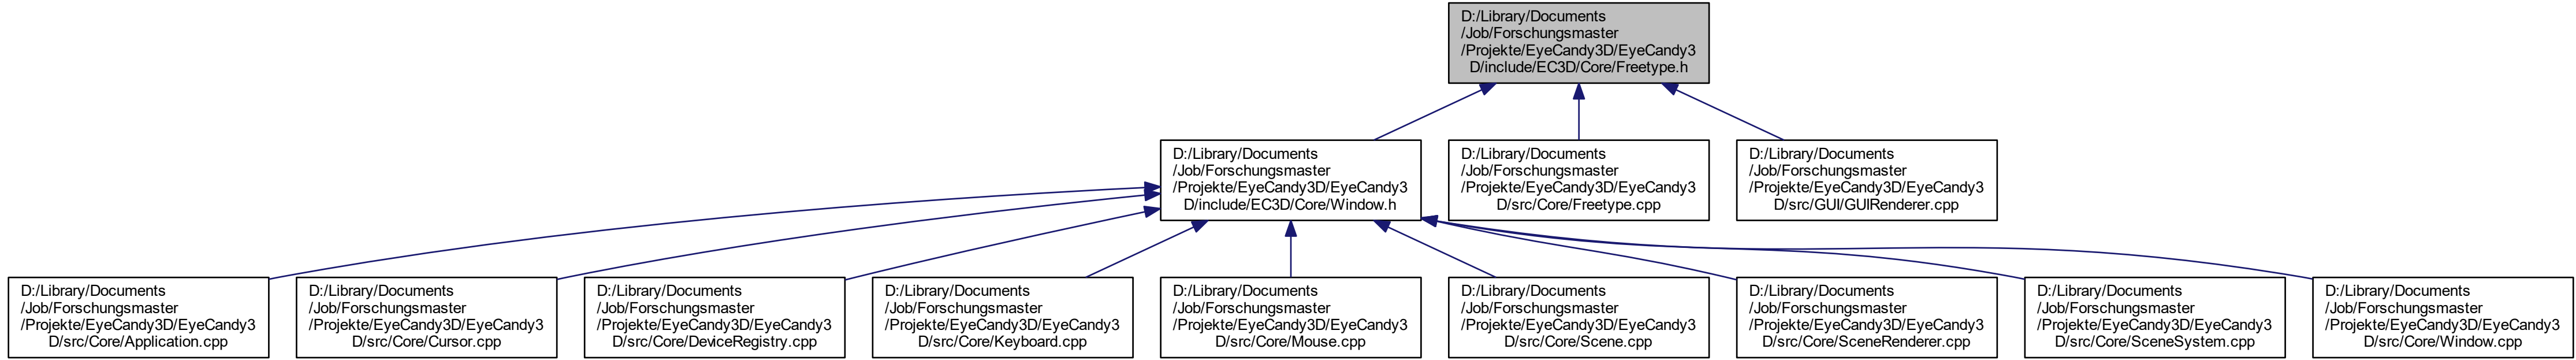 D:/Library/Documents
/Job/Forschungsmaster
/Projekte/EyeCandy3D/EyeCandy3
D/include/EC3D/Core/Freetype.h
D:/Library/Documents
/Job/Forschungsmaster
/Projekte/EyeCandy3D/EyeCandy3
D/include/EC3D/Core/Window.h
D:/Library/Documents
/Job/Forschungsmaster
/Projekte/EyeCandy3D/EyeCandy3
D/src/Core/Freetype.cpp
D:/Library/Documents
/Job/Forschungsmaster
/Projekte/EyeCandy3D/EyeCandy3
D/src/GUI/GUIRenderer.cpp
D:/Library/Documents
/Job/Forschungsmaster
/Projekte/EyeCandy3D/EyeCandy3
D/src/Core/Application.cpp
D:/Library/Documents
/Job/Forschungsmaster
/Projekte/EyeCandy3D/EyeCandy3
D/src/Core/Cursor.cpp
D:/Library/Documents
/Job/Forschungsmaster
/Projekte/EyeCandy3D/EyeCandy3
D/src/Core/DeviceRegistry.cpp
D:/Library/Documents
/Job/Forschungsmaster
/Projekte/EyeCandy3D/EyeCandy3
D/src/Core/Keyboard.cpp
D:/Library/Documents
/Job/Forschungsmaster
/Projekte/EyeCandy3D/EyeCandy3
D/src/Core/Mouse.cpp
D:/Library/Documents
/Job/Forschungsmaster
/Projekte/EyeCandy3D/EyeCandy3
D/src/Core/Scene.cpp
D:/Library/Documents
/Job/Forschungsmaster
/Projekte/EyeCandy3D/EyeCandy3
D/src/Core/SceneRenderer.cpp
D:/Library/Documents
/Job/Forschungsmaster
/Projekte/EyeCandy3D/EyeCandy3
D/src/Core/SceneSystem.cpp
D:/Library/Documents
/Job/Forschungsmaster
/Projekte/EyeCandy3D/EyeCandy3
D/src/Core/Window.cpp